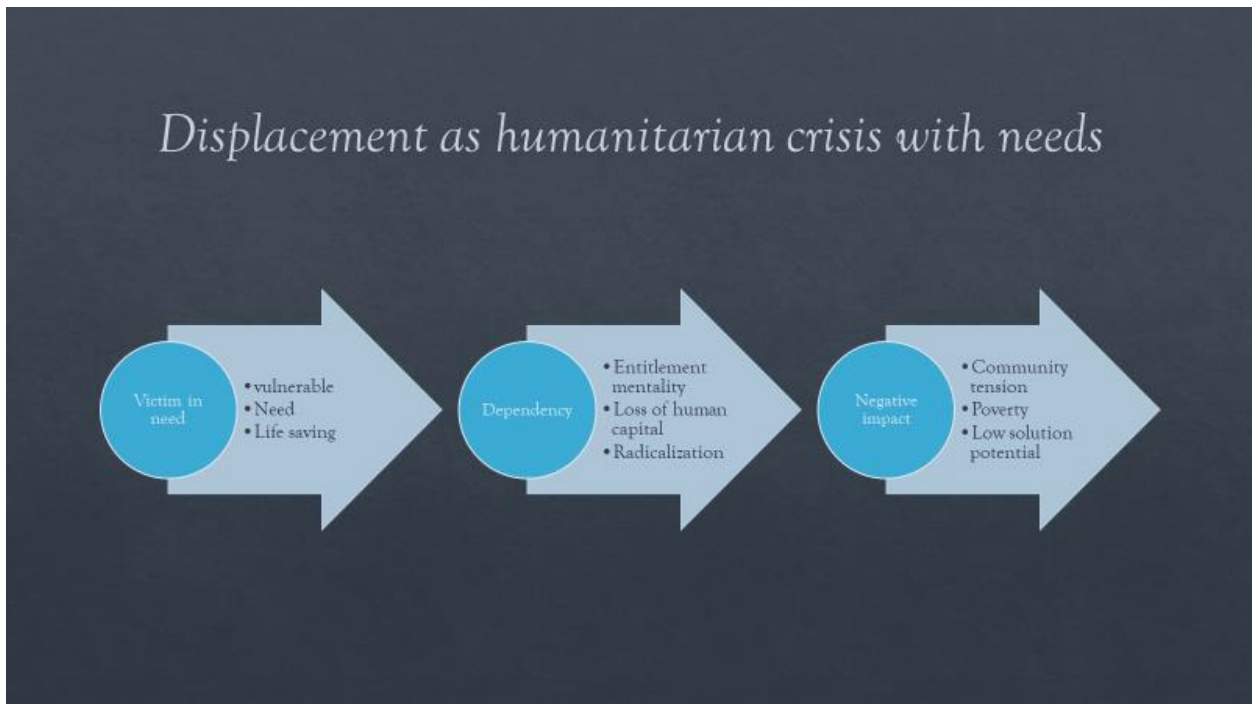 Displacement as humanitarian crisis with needs
Victim in
need
•vulnerable
•Need
•Life saving
Dependency
•Entitlement
mentality
•Loss of human
capital
•Radicalization
Negative
impact
•Community
tension
•Poverty
•Low solution
potential